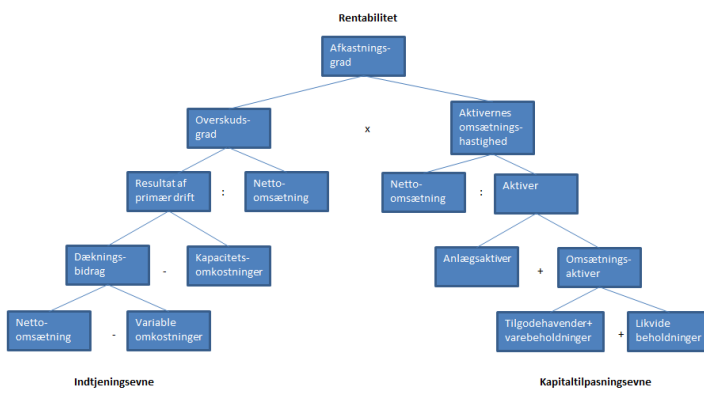 Rentabilitet
Afkastnings-
grad
Overskuds-
grad
x
Aktivernes
omsætnings-
hastighed
Resultat af
primær drift
:
Netto-
omsætning
Netto-
omsætning
:
Aktiver
Dæknings-
bidrag
-
Kapacitets-
omkostninger
Anlægsaktiver
+
Omsætnings-
aktiver
Netto-
omsætning
-
Variable
omkostninger
Tilgodehavender+
varebeholdninger
+
Likvide
beholdninger
Indtjeningsevne
Kapitaltilpasningsevne